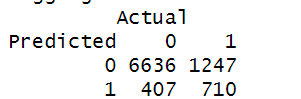 Actual
Predicted 0 1
0 6636 1247
1 407 710